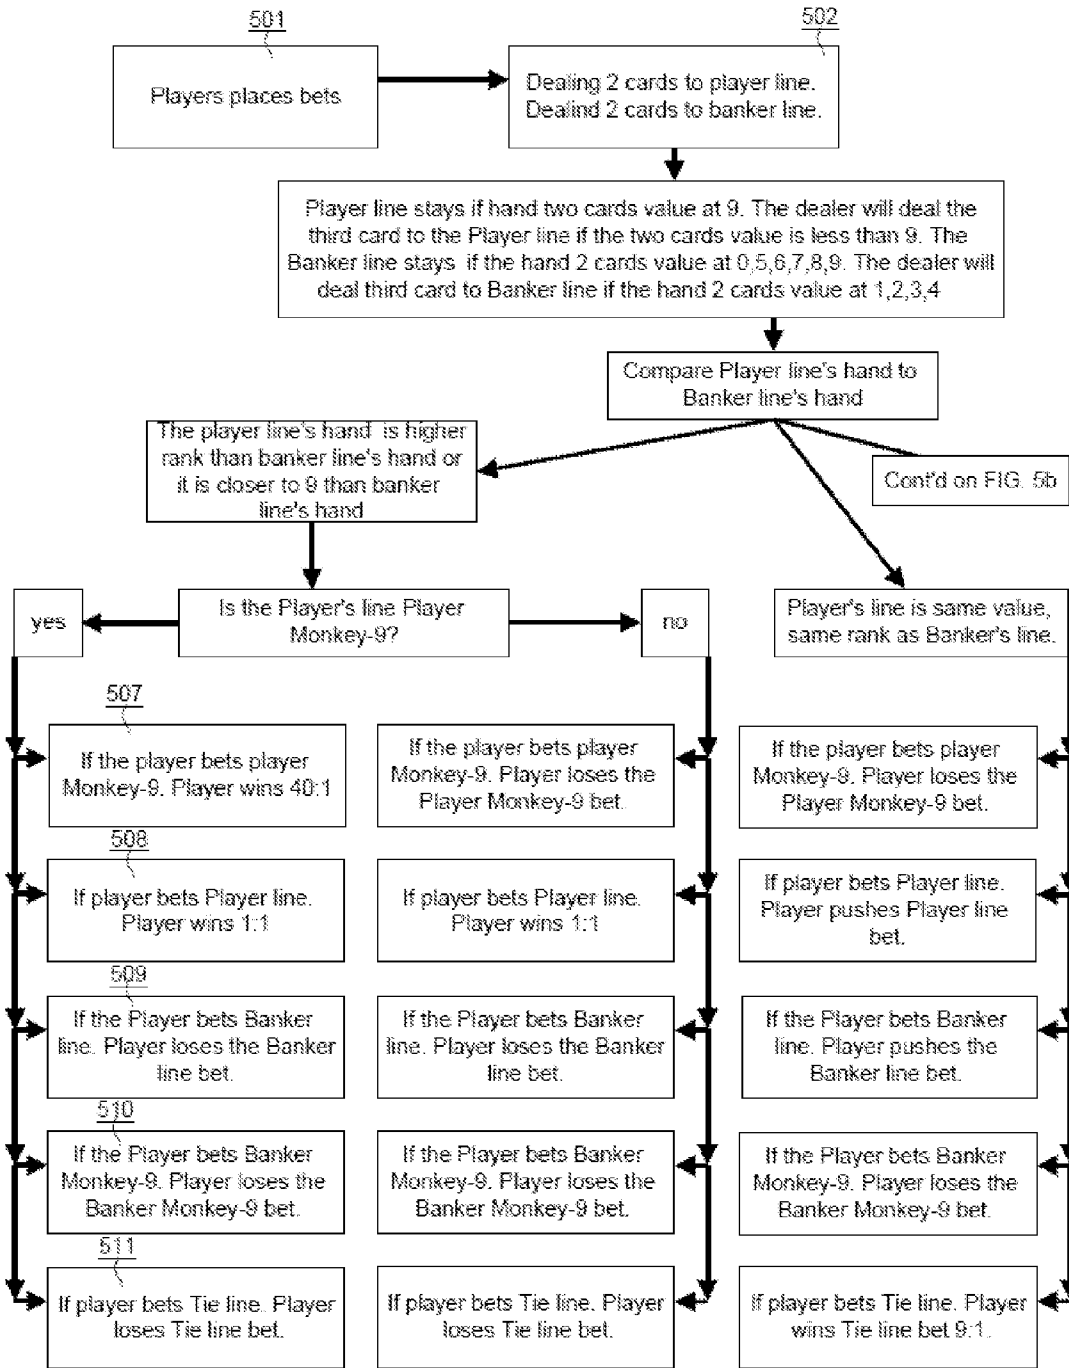 501
Players places bets
502
Dealing 2 cards to player line.
Dealind 2 cards to banker line.
Player line stays if hand two cards value at 9. The dealer will deal the
third card to the Player line if the two cards value is less than 9. The
Banker line stays if the hand 2 cards value at 0,5,6,7,8,9. The dealer will
deal third card to Banker line if the hand 2 cards value at 1,2,3,4
Compare Player line's hand to
Banker line's hand
The player line's hand is higher
rank than banker line's hand or
it is closer to 9 than banker
line's hand
Cont'd on FIG. 5b
yes
Is the Player's line Player
Monkey-9?
no
Player's line is same value,
same rank as Banker's line.
507
If the player bets player
Monkey-9. Player wins 40:1
If the player bets player
Monkey-9. Player loses the
Player Monkey-9 bet.
If the player bets player
Monkey-9. Player loses the
Player Monkey-9 bet.
508
If player bets Player line.
Player wins 1:1
If player bets Player line.
Player wins 1:1
If player bets Player line.
Player pushes Player line
bet.
509
If the Player bets Banker
line. Player loses the Banker
line bet.
If the Player bets Banker
line. Player loses the Banker
line bet.
If the Player bets Banker
line. Player pushes the
Banker line bet.
510
If the Player bets Banker
Monkey-9. Player loses the
Banker Monkey-9 bet.
If the Player bets Banker
Monkey-9. Player loses the
Banker Monkey-9 bet.
If the Player bets Banker
Monkey-9. Player loses the
Banker Monkey-9 bet.
511
If player bets Tie line. Player
loses Tie line bet.
If player bets Tie line. Player
loses Tie line bet.
If player bets Tie line. Player
wins Tie line bet 9:1.